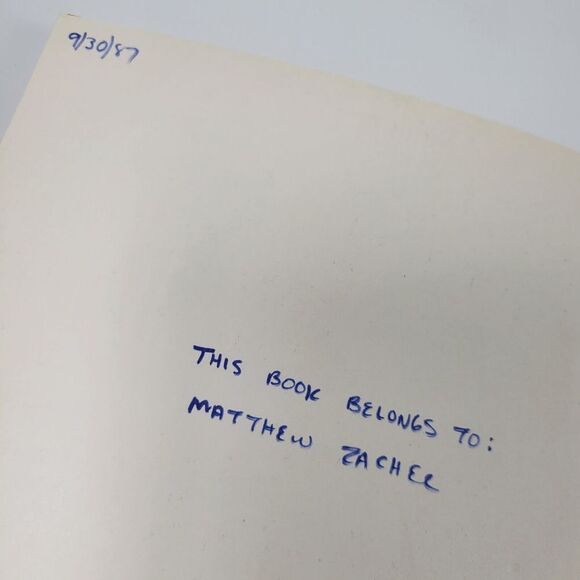 9/30/87
THIS BOOK BELONGS TO:
MATTHEW ZACHEL